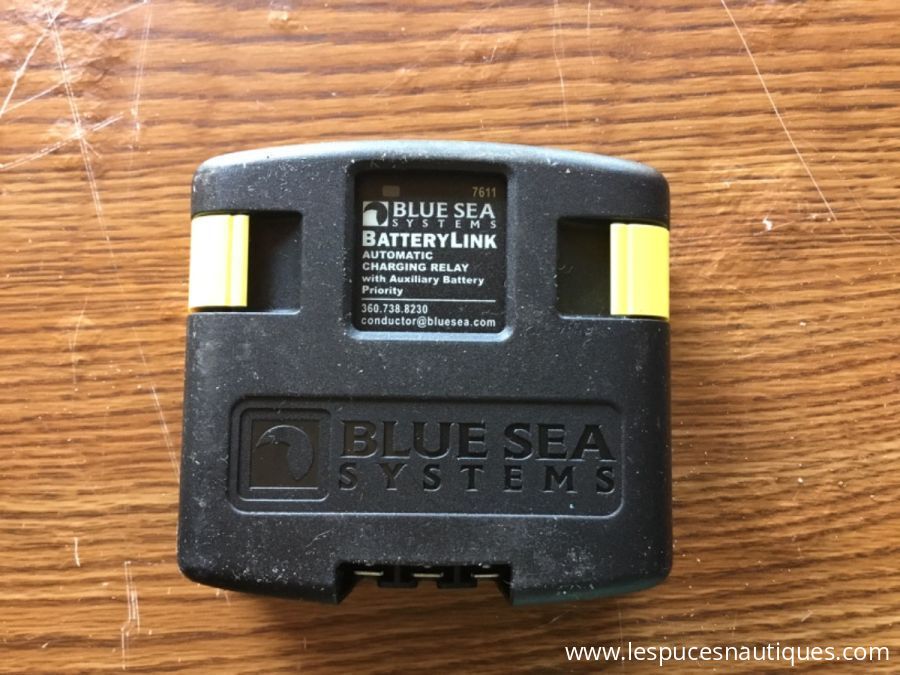 7611
BLUE SEA
SYSTEMS
BATTERYLINK
AUTOMATIC
CHARGING RELAY
with Auxiliary Battery
Priority
360.738.8230
conductor@bluesea.com
BLUE SEA
SYSTEMS
www.lespucesnautiques.com